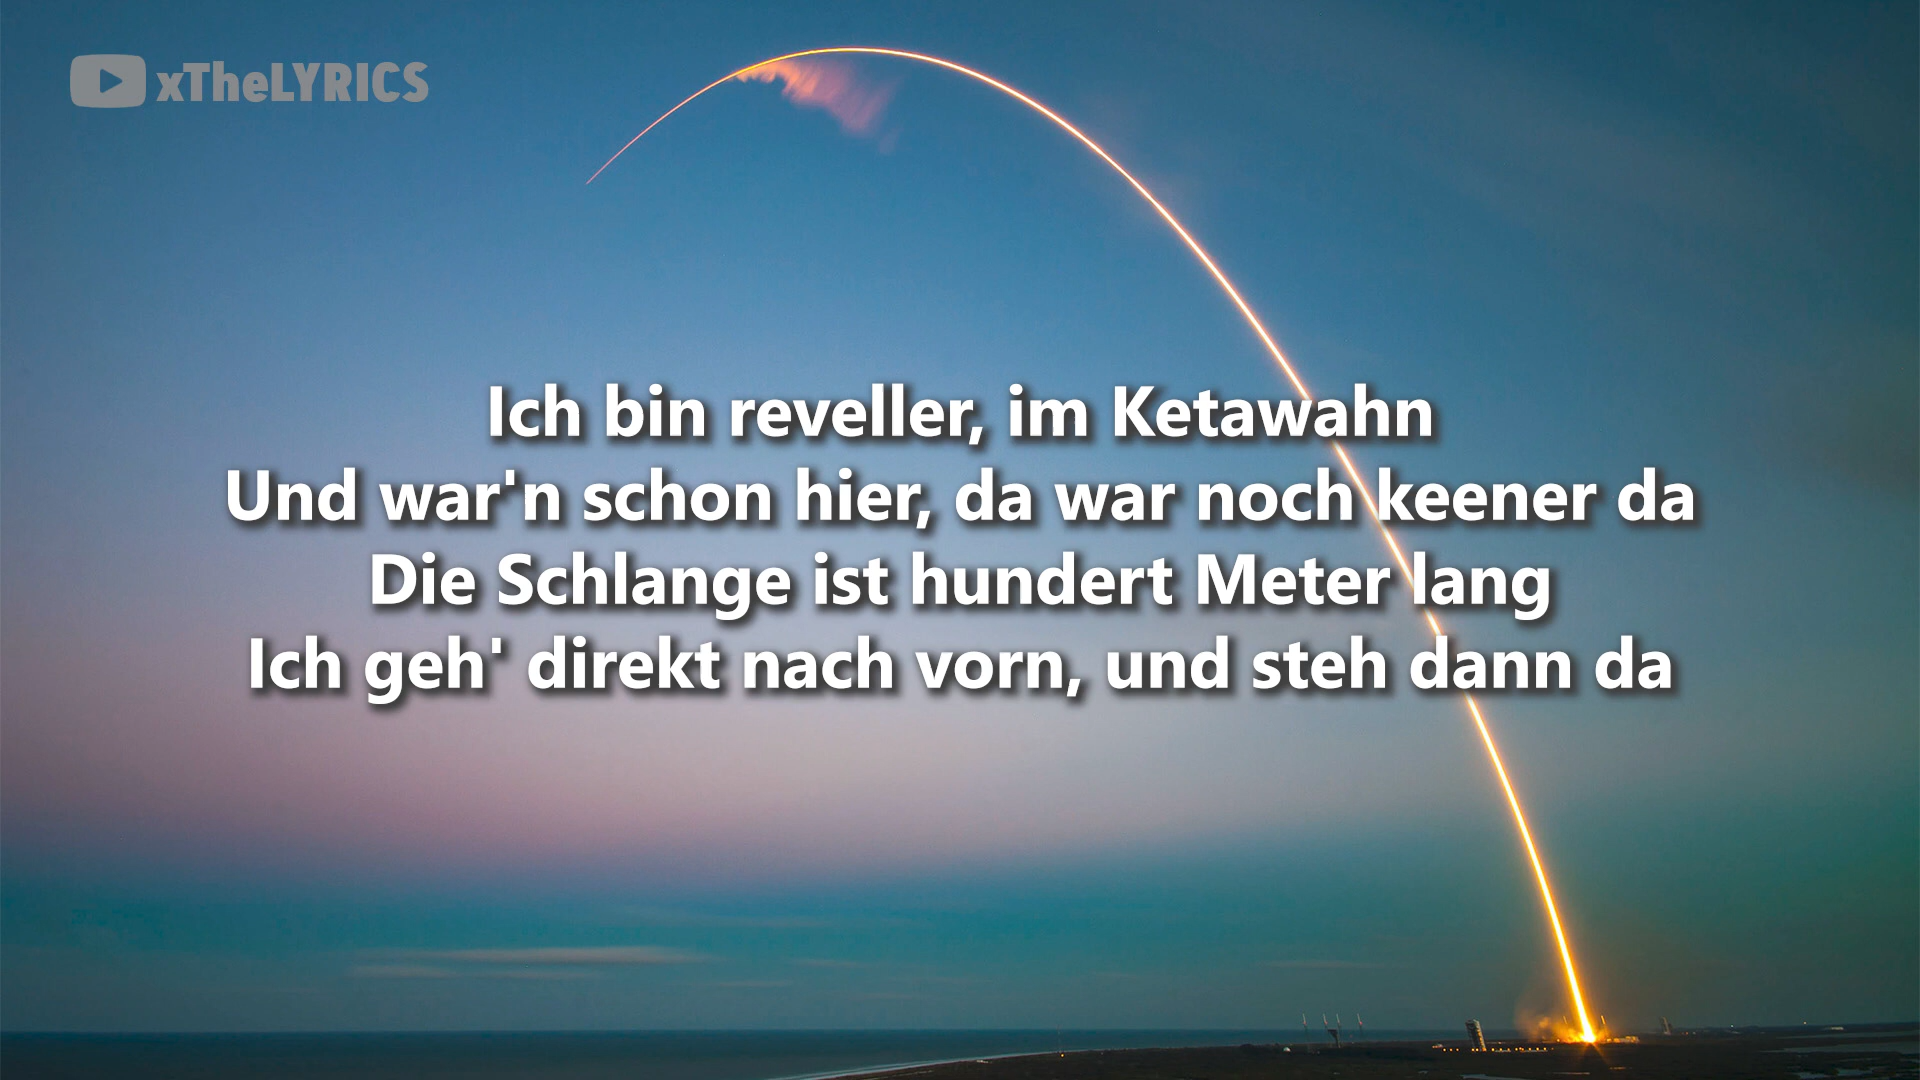 xTheLYRICS
Ich bin reveller, im Ketawahn
Und war'n schon hier, da war noch keener da
Die Schlange ist hundert Meter lang
Ich geh' direkt nach vorn, und steh dann da